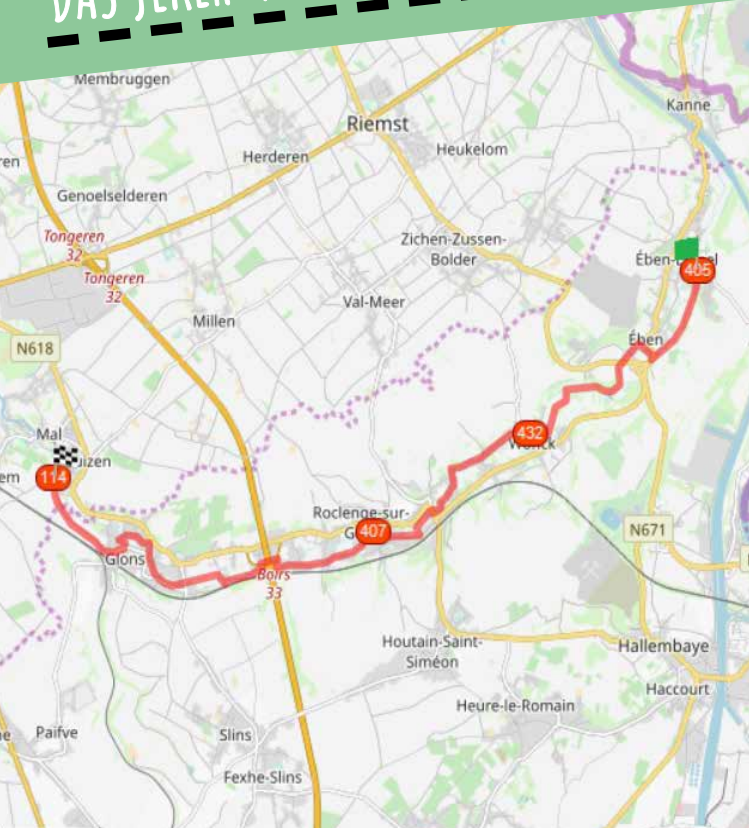 DAS JEKER
Membruggen
Kanne
Riemst
Herderen
Heukelom
Genoelselderen
Tongeren
32
Zichen-Zussen-
Bolder
Tongeren
32
405
Val-Meer
Millen
Eben
N618
Mal
432
114
Roclenge-sur-
407
N671
Glons
Boirs
33
Houtain-Saint-
Siméon
Hallembaye
Haccourt
Heure-le-Romain
Paifve
Slins
Fexhe-Slins